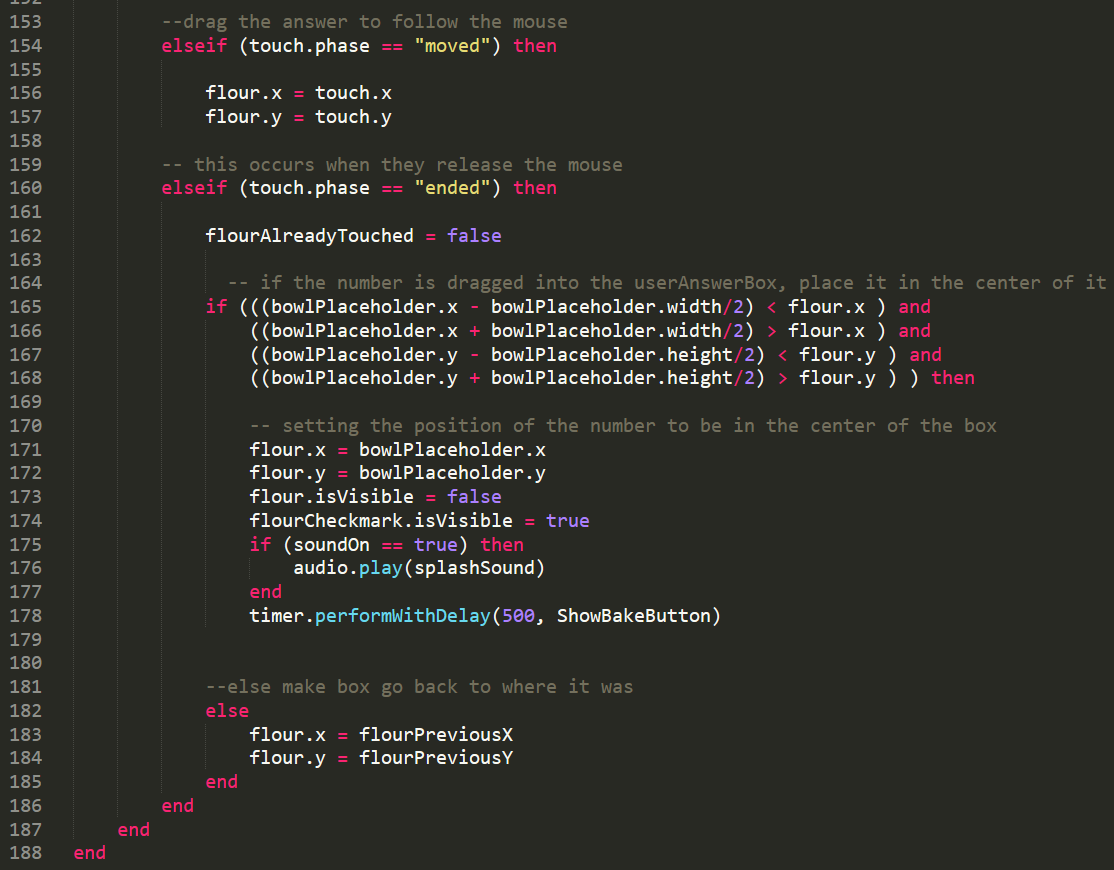 153 --drag the answer to follow the mouse
154 elseif (touch.phase == "moved") then
155
156 flour.x = touch.x
157 flour.y = touch.y
158
159 -- this occurs when they release the mouse
160 elseif (touch.phase == "ended") then
161
162 flourAlreadyTouched = false
163
164 -- if the number is dragged into the userAnswerBox, place it in the center of it
165 if (((bowlPlaceholder.x - bowlPlaceholder.width/2) < flour.x ) and
166 ((bowlPlaceholder.x + bowlPlaceholder.width/2) > flour.x ) and
167 ((bowlPlaceholder.y - bowlPlaceholder.height/2) < flour.y ) and
168 ((bowlPlaceholder.y + bowlPlaceholder.height/2) > flour.y ) ) then
169
170 -- setting the position of the number to be in the center of the box
171 flour.x = bowlPlaceholder.x
172 flour.y = bowlPlaceholder.y
173 flour.isVisible = false
174 flourCheckmark.isVisible = true
175 if (soundOn == true) then
176 audio.play(splashSound)
177 end
178 timer.performWithDelay(500, ShowBakeButton)
179
180
181 --else make box go back to where it was
182 else
183 flour.x = flourPreviousX
184 flour.y = flourPreviousY
185 end
186 end
187 end
188 end